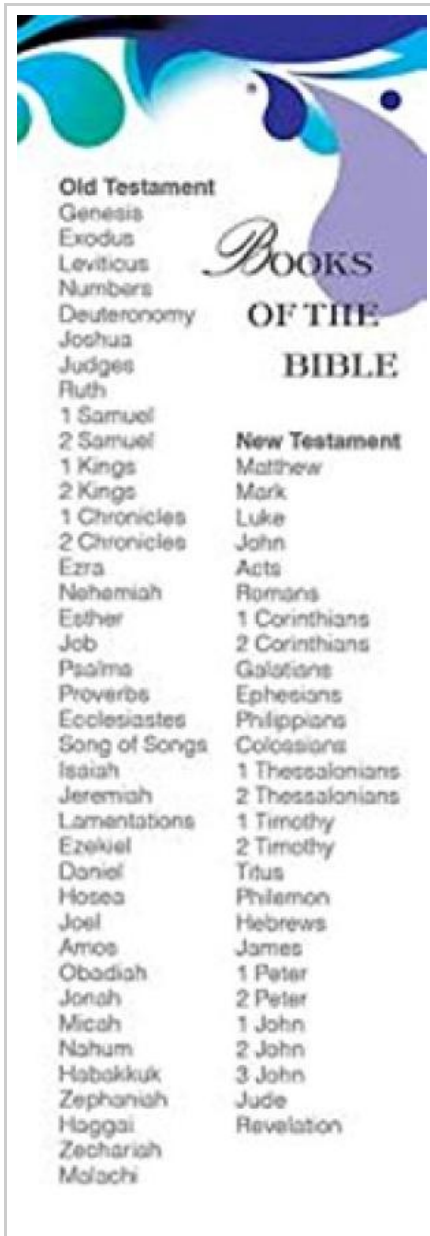 Old Testament
Genesis
Exodus
Leviticus
Numbers
Deuteronomy
Joshua
Judges
Ruth
1 Samuel
2 Samuel
1 Kings
2 Kings
1 Chronicles
2 Chronicles
Ezra
Nehemiah
Esther
Job
Psalms
Proverbs
Ecclesiastes
Song of Songs
Isaiah
Jeremiah
Lamentations
Ezekiel
Daniel
Hosea
Joel
Amos
Obadiah
Jonah
Micah
Nahum
Habakkuk
Zephaniah
Haggai
Zechariah
Malachi
BOOKS
OF THE
BIBLE
New Testament
Matthew
Mark
Luke
John
Acts
Romans
1 Corinthians
2 Corinthians
Galatians
Ephesians
Philippians
Colossians
1 Thessalonians
2 Thessalonians
1 Timothy
2 Timothy
Titus
Philemon
Hebrews
James
1 Peter
2 Peter
1 John
2 John
3 John
Jude
Revelation